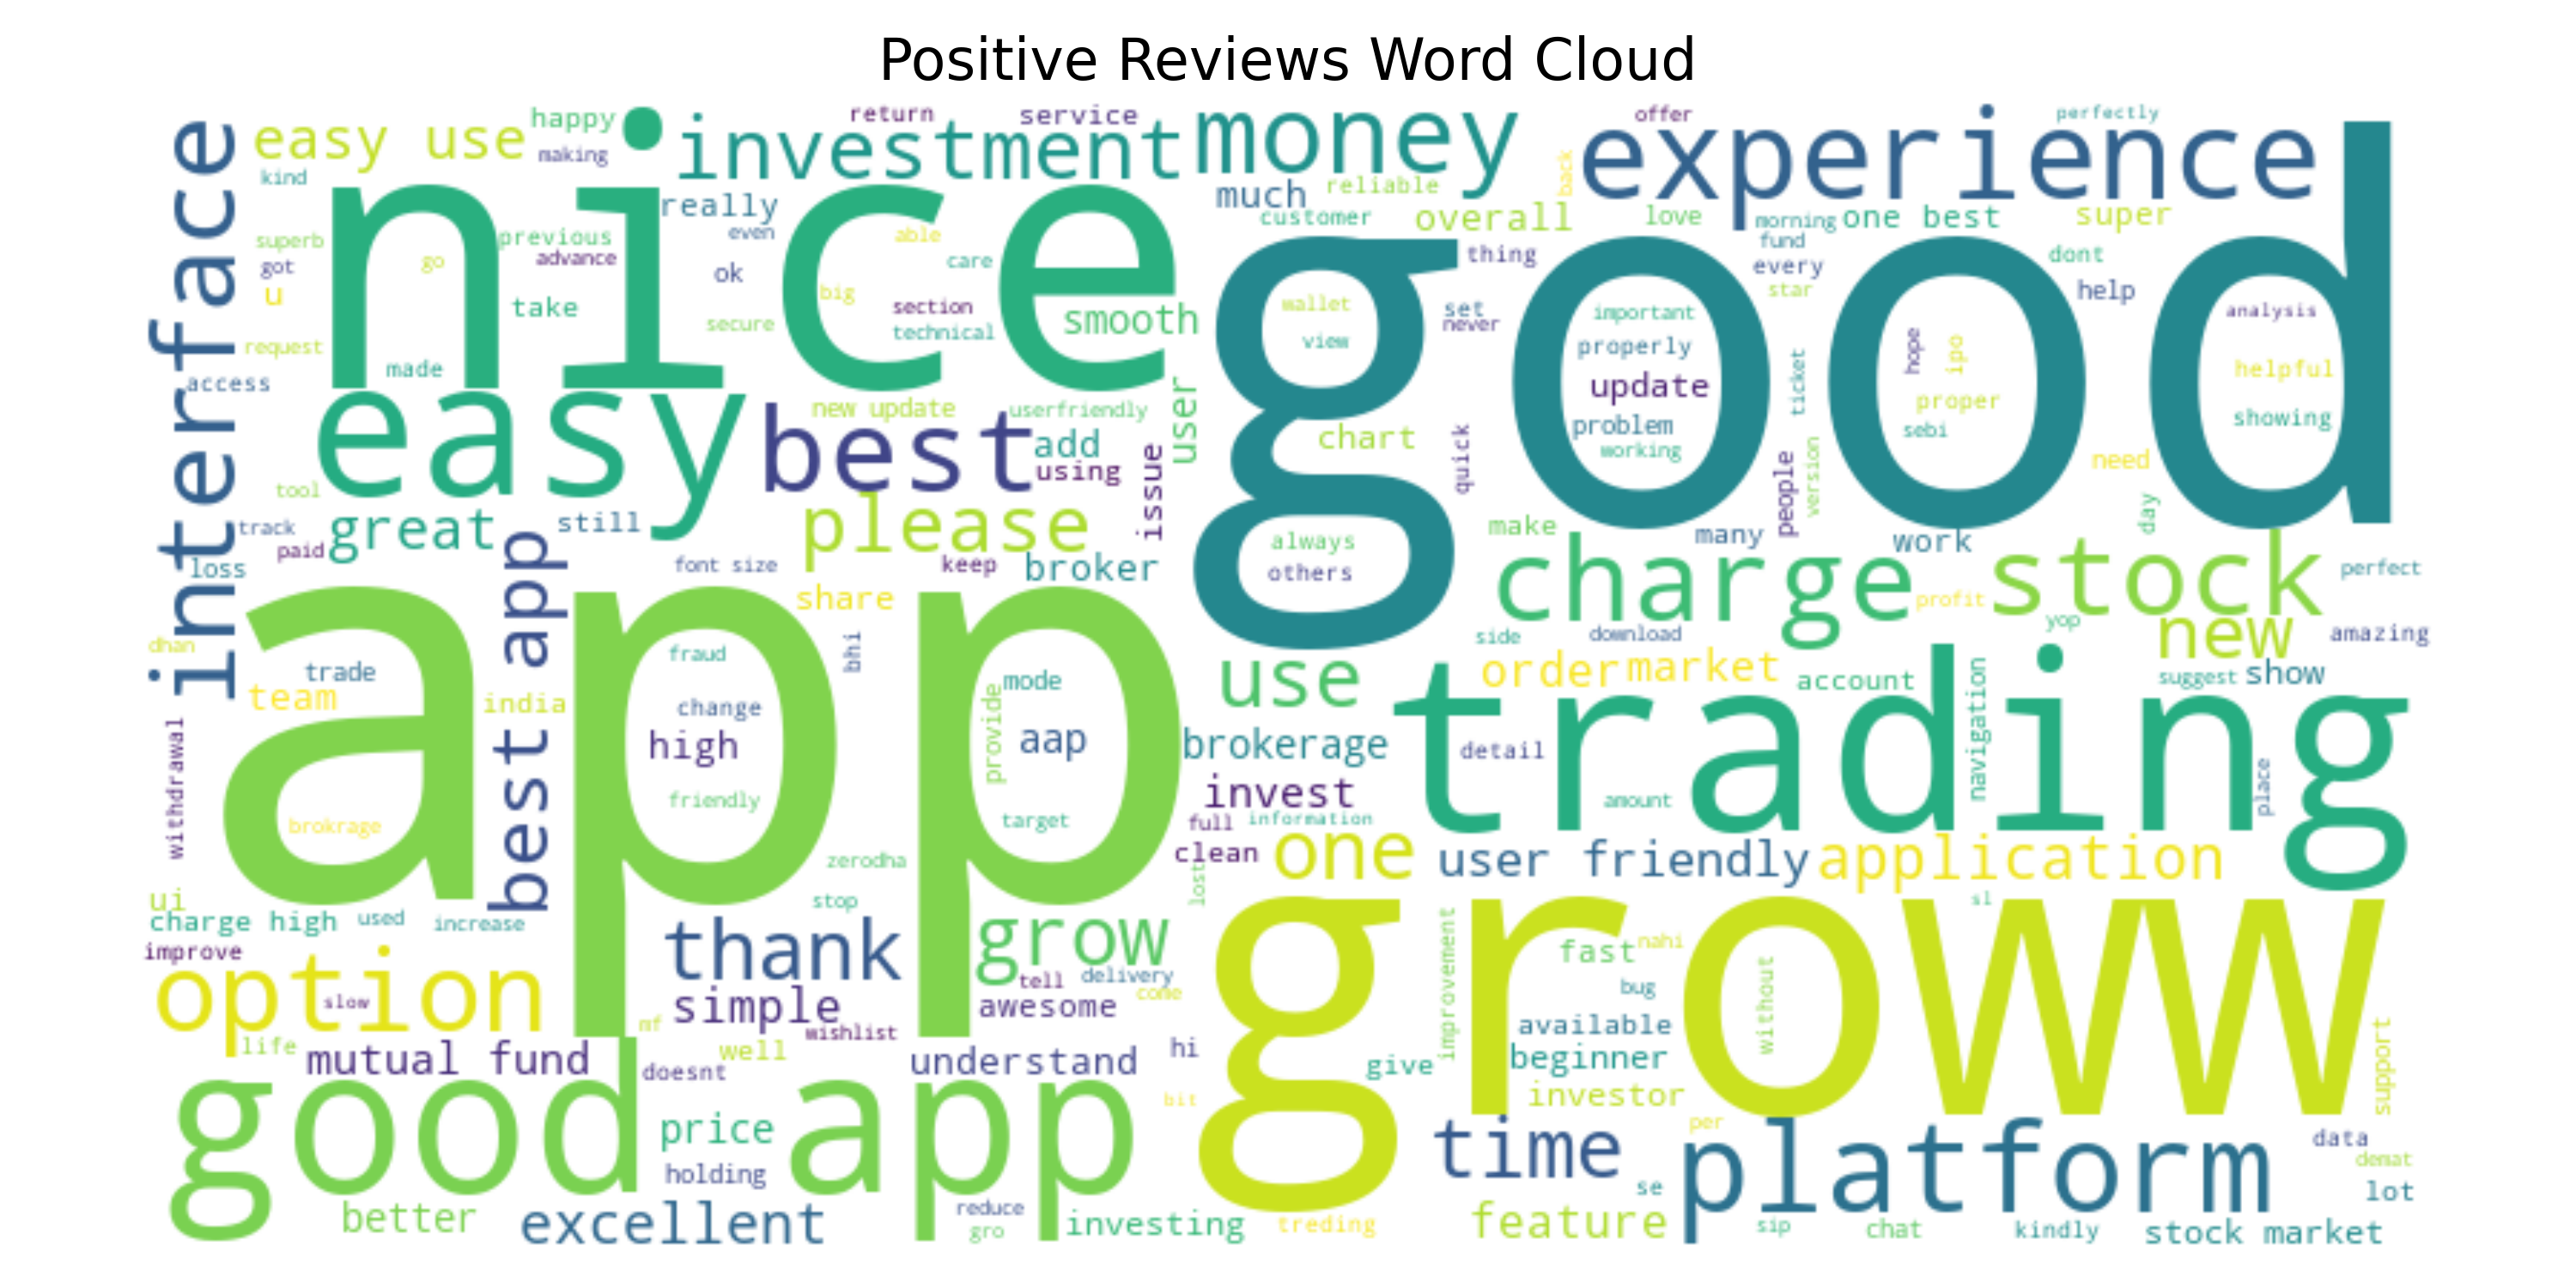 Positive Reviews Word Cloud
interface
easy use
happy
making
investment
return
service
money
experience
offer
perfectly
kind
nice
really
much
reliable
back
customer
overall
love
morning
one best
super
superb
got
u
go
previous
advance
even
ok
able
care
big
section
technical
secure
take
smooth
good
thing
fund
every
star
dont
help
request
access
made
wallet
view
set
never
important
properly
update
problem
working
ticket
hope
ipo
proper
sebi
analysis
helpful
showing
easy
best
new update
userfriendly
user
add
using
issue
chart
quick
people
version
need
day
tool
track
paid
loss
great
still
please
font size
keep
broker
always
others
make
many
work
charge
stock
perfect
profit
best app
app
share
bhi
side
download
yop
new
amazing
dhan
trade
team
india
fraud
change
high
friendly
mode
provide
aap
target
use
order
market
account
navigation
suggest
show
trading
brokerage
detail
withdrawal
brokrage
invest
amount
place
full
information
clean
one
user friendly
application
zerodha
lost
stop
ui
charge high
used
increase
improve
option
slow
thank
grow
tell
delivery
come
groww
sl
fast
nahi
bug
without
improvement
available
beginner
investor
support
simple
awesome
mf
wishlist
life
mutual fund
well
doesnt
understand
hi
give
bit
good app
price
holding
time
per
platform
data
demat
lot
se
better
excellent
reduce
gro
investing
treding
feature
sip
chat
kindly
stock market